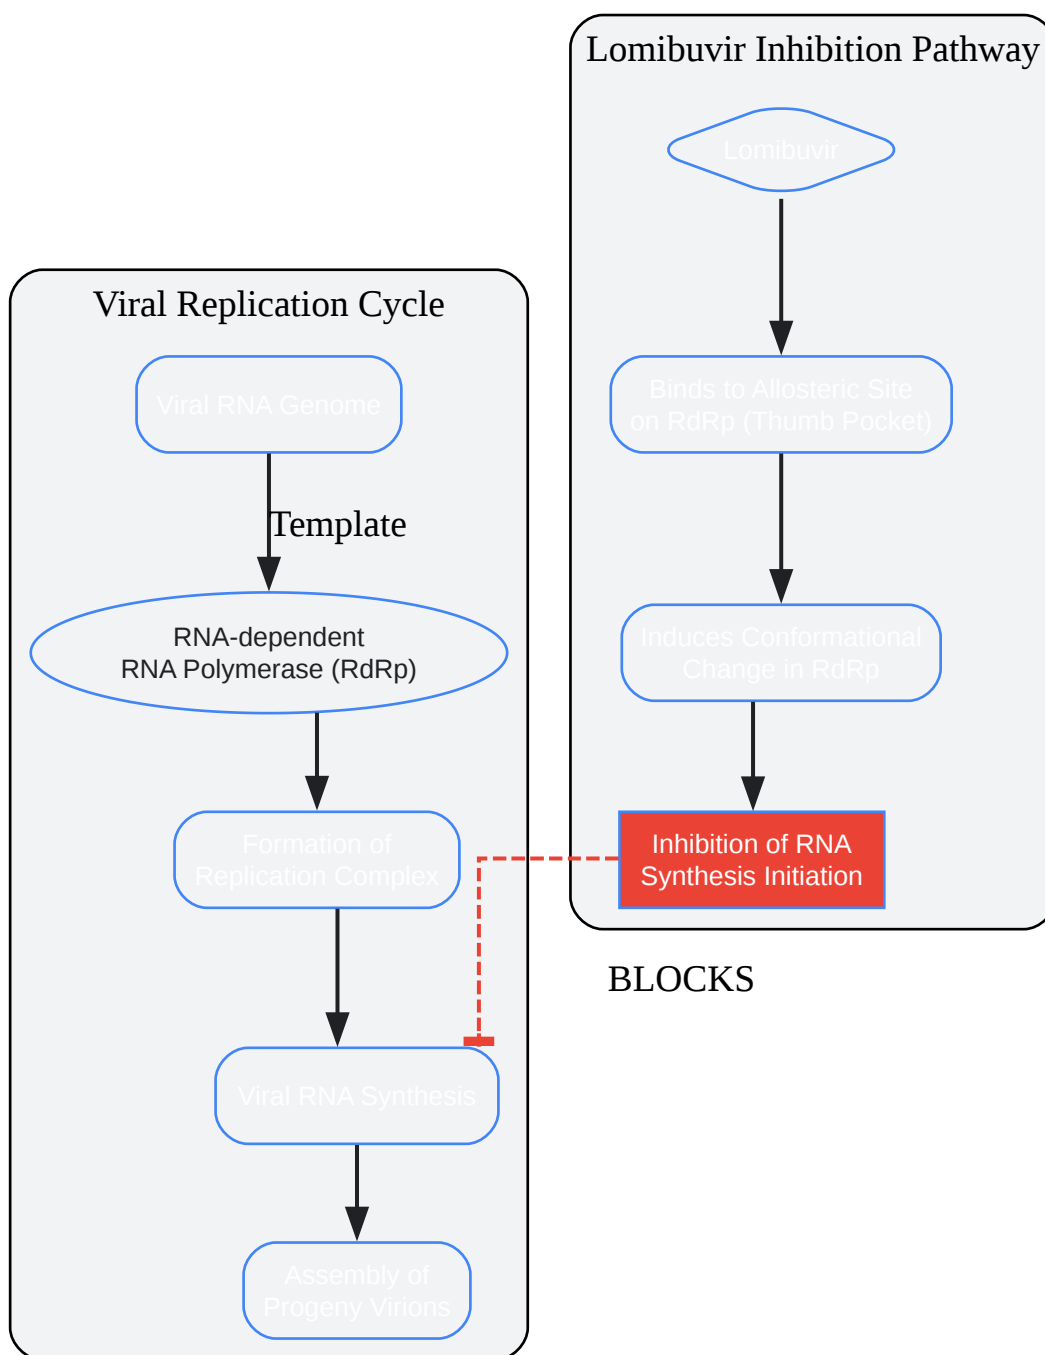 Lomibuvir Inhibition Pathway
Lomibuvir
Binds to Allosteric Site
on RdRp (Thumb Pocket)
Induces Conformational
Change in RdRp
Inhibition of RNA
Synthesis Initiation
BLOCKS
Viral Replication Cycle
Viral RNA Genome
Template
RNA-dependent
RNA Polymerase (RdRp)
Formation of
Replication Complex
Viral RNA Synthesis
Assembly of
Progeny Virions